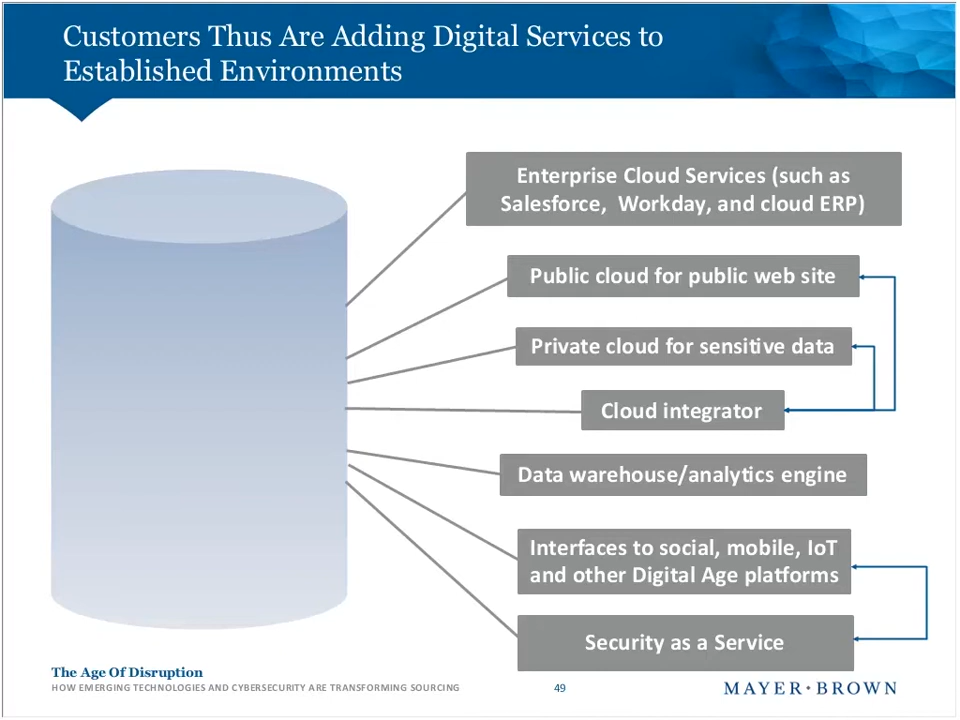 Customers Thus Are Adding Digital Services to
Established Environments
Enterprise Cloud Services (such as
Salesforce, Workday, and cloud ERP)
Public cloud for public web site
Private cloud for sensitive data
Cloud integrator
Data warehouse/analytics engine
Interfaces to social, mobile, IoT
and other Digital Age platforms
Security as a Service
The Age Of Disruption
HOW EMERGING TECHNOLOGIES AND CYBERSECURITY ARE TRANSFORMING SOURCING
49
MAYER • BROWN